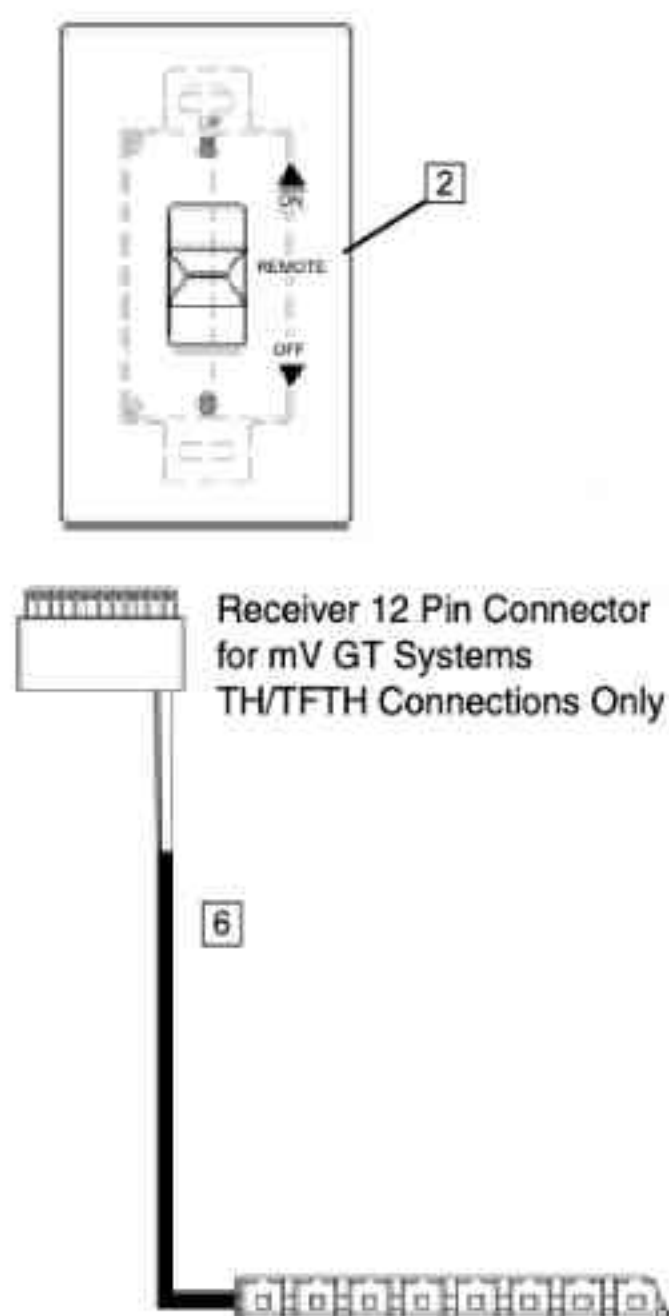 UP
ON
2
REMOTE
OFF
Receiver 12 Pin Connector
for mV GT Systems
TH/TFTH Connections Only
6